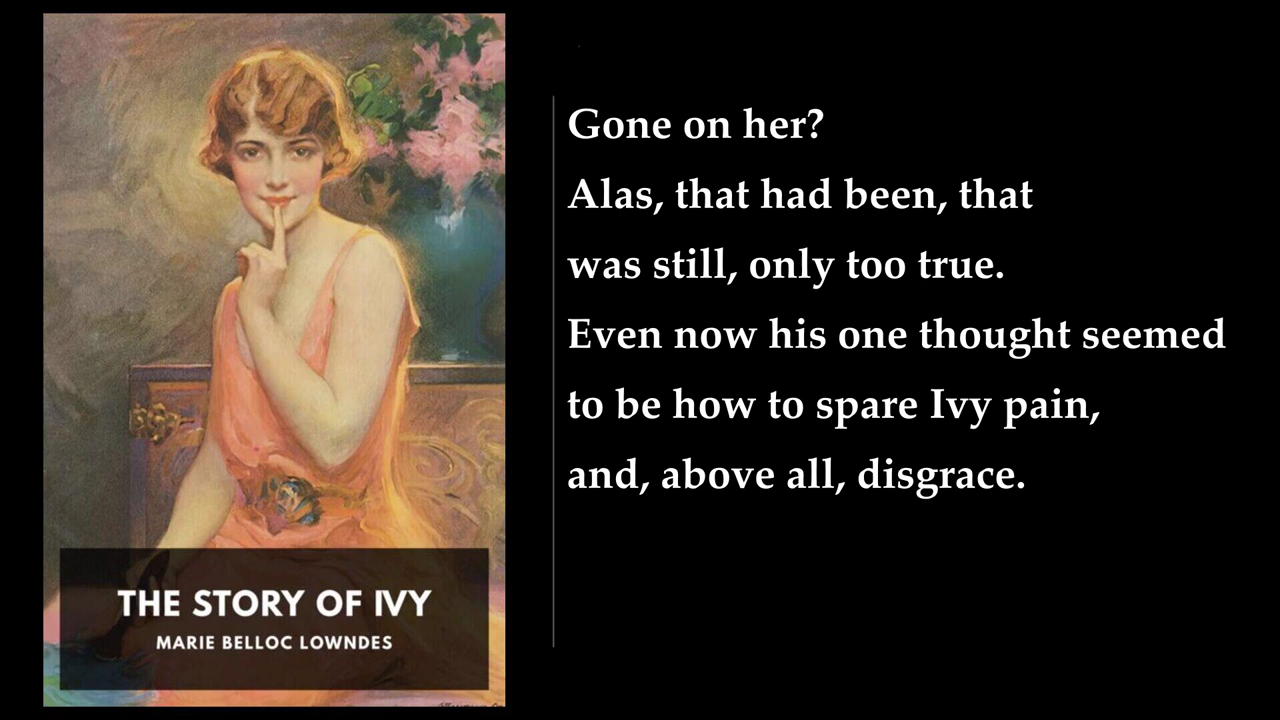 THE STORY OF IVY
MARIE BELLOC LOWNDES
Gone on her?
Alas, that had been, that
was still, only too true.
Even now his one thought seemed
to be how to spare Ivy pain,
and, above all, disgrace.